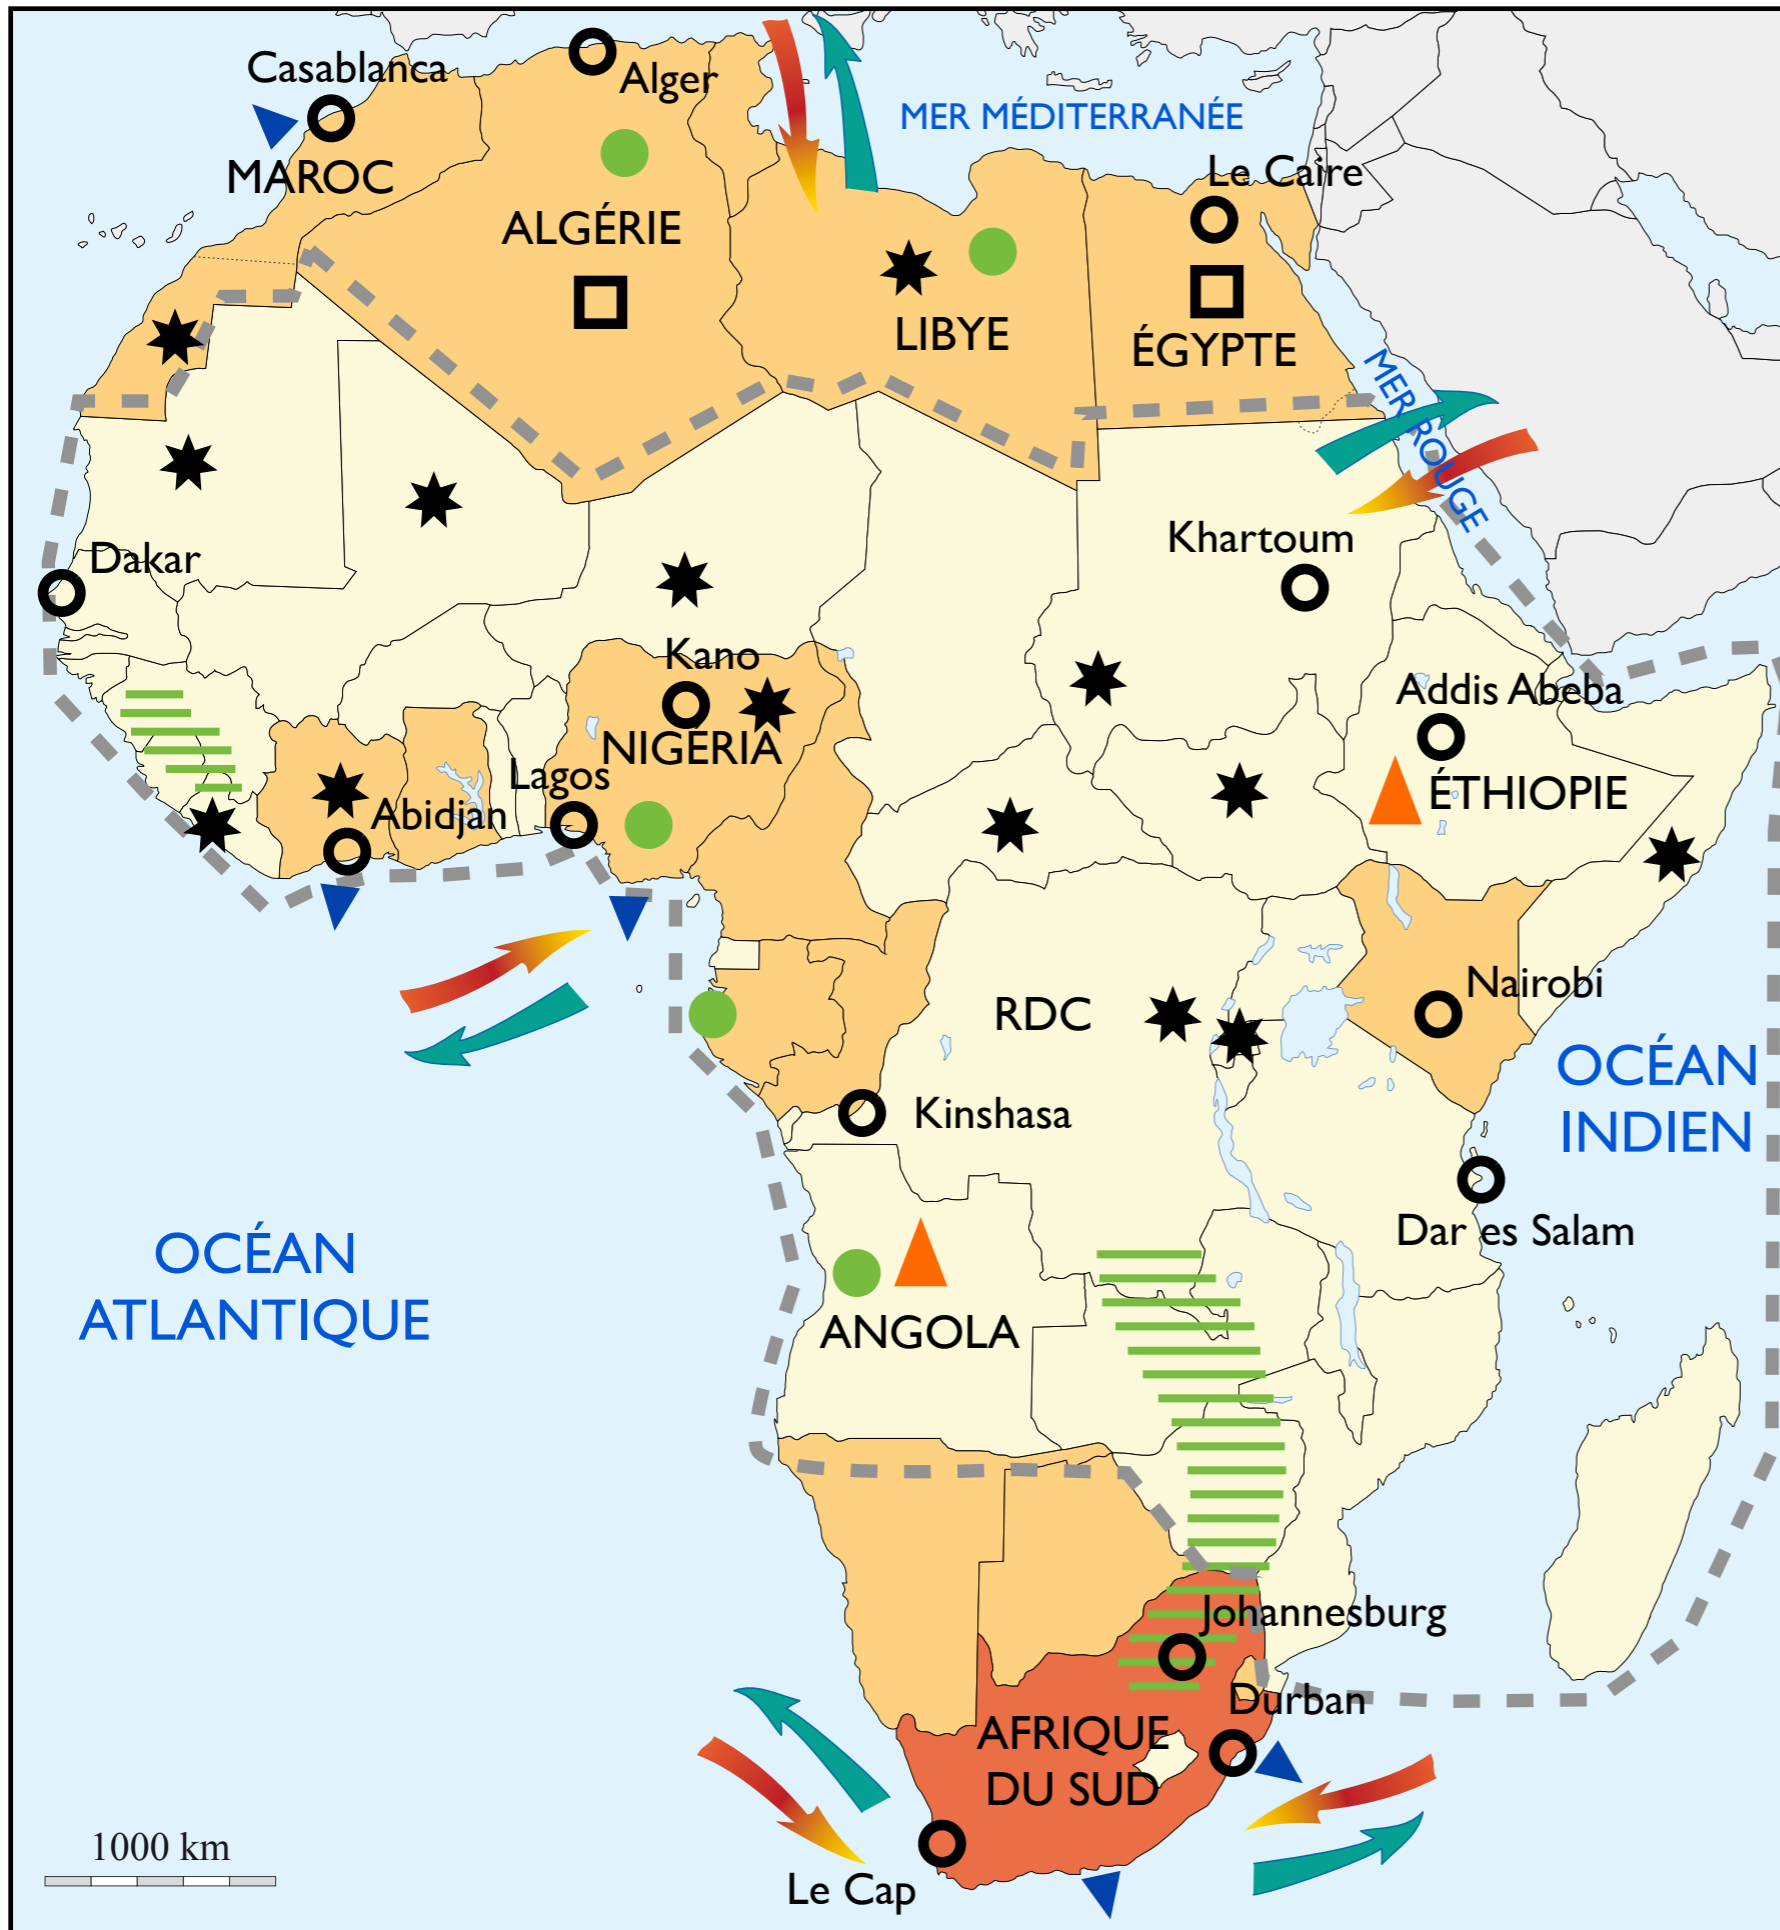 Casablanca
Alger
MER MÉDITERRANÉE
MAROC
Le Caire
ALGÉRIE
LIBYE
ÉGYPTE
MER ROUGE
Khartoum
Dakar
Kano
Addis Abeba
NIGÉRIA
Lagos
ÉTHIOPIE
Abidjan
Nairobi
RDC
OCÉAN
INDIEN
Kinshasa
Dar es Salam
OCÉAN
ATLANTIQUE
ANGOLA
Johannesburg
Durban
AFRIQUE
DU SUD
1000 km
Le Cap